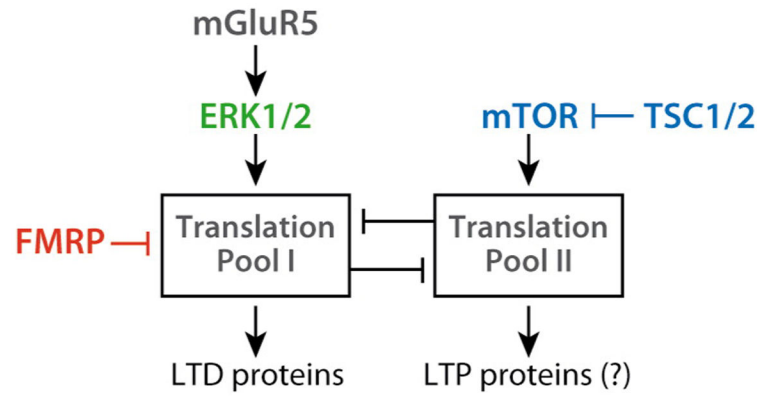 mGluR5
ERK1/2
mTOR
TSC1/2
FMRP
Translation
Pool I
Translation
Pool II
LTD proteins
LTP proteins (?)